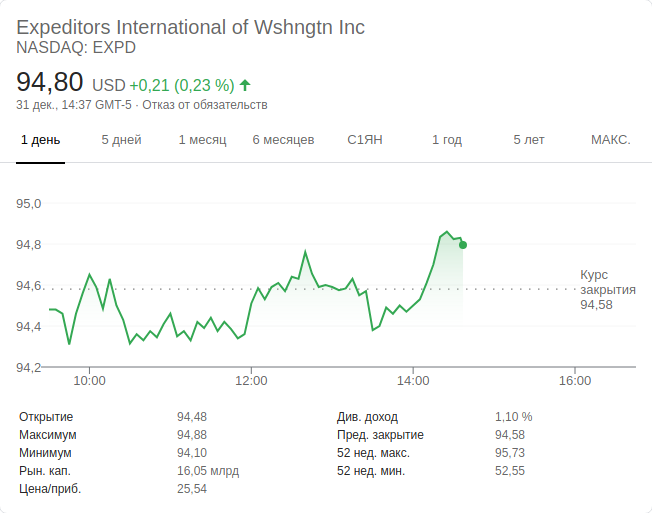 Expeditors International of Wshngtn Inc
NASDAQ: EXPD
94,80 USD +0,21 (0,23 %)
31 дек., 14:37 GMT-5 · Отказ от обязательств
1 день 5 дней 1 месяц 6 месяцев С1ЯН 1 год 5 лет МАКС.
95,0
94,8
94,6
94,4
94,2
Курс
закрытия
94,58
10:00 12:00 14:00 16:00
Открытие 94,48 Див. доход 1,10 %
Максимум 94,88 Пред. закрытие 94,58
Минимум 94,10 52 нед. макс. 95,73
Рын. кап. 16,05 млрд 52 нед. мин. 52,55
Цена/приб. 25,54